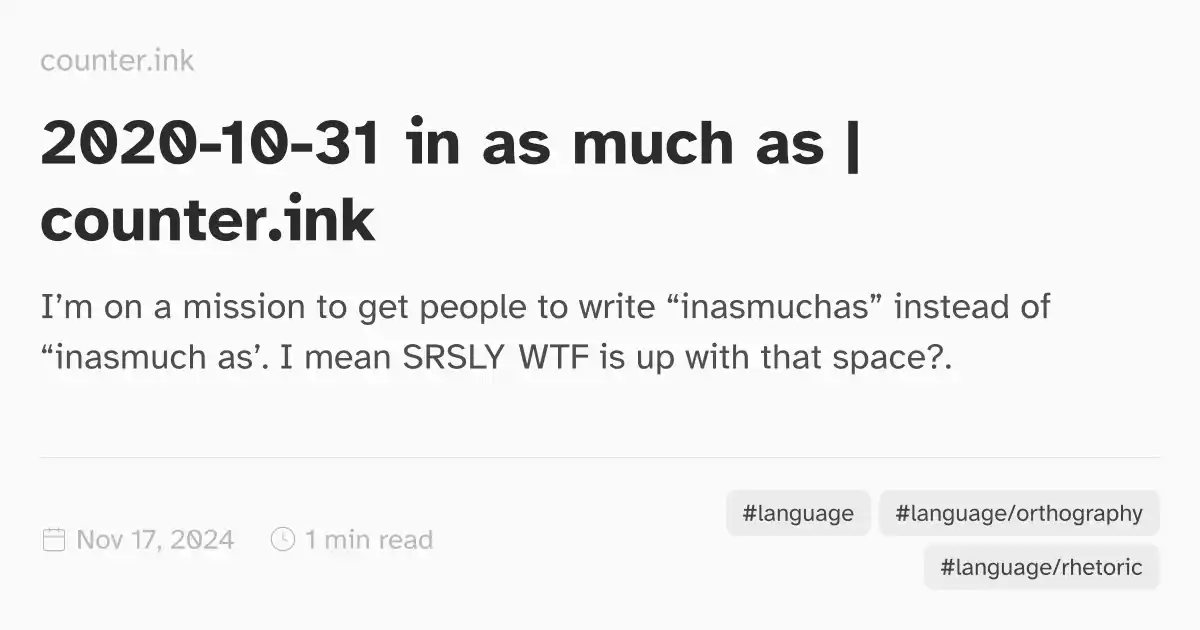 counter.ink
2020-10-31 in as much as |
counter.ink
I’m on a mission to get people to write “inasmuchas” instead of
“inasmuch as’. I mean SRSLY WTF is up with that space?.
#language #language/orthography
Nov 17, 2024 1 min read
#language/rhetoric